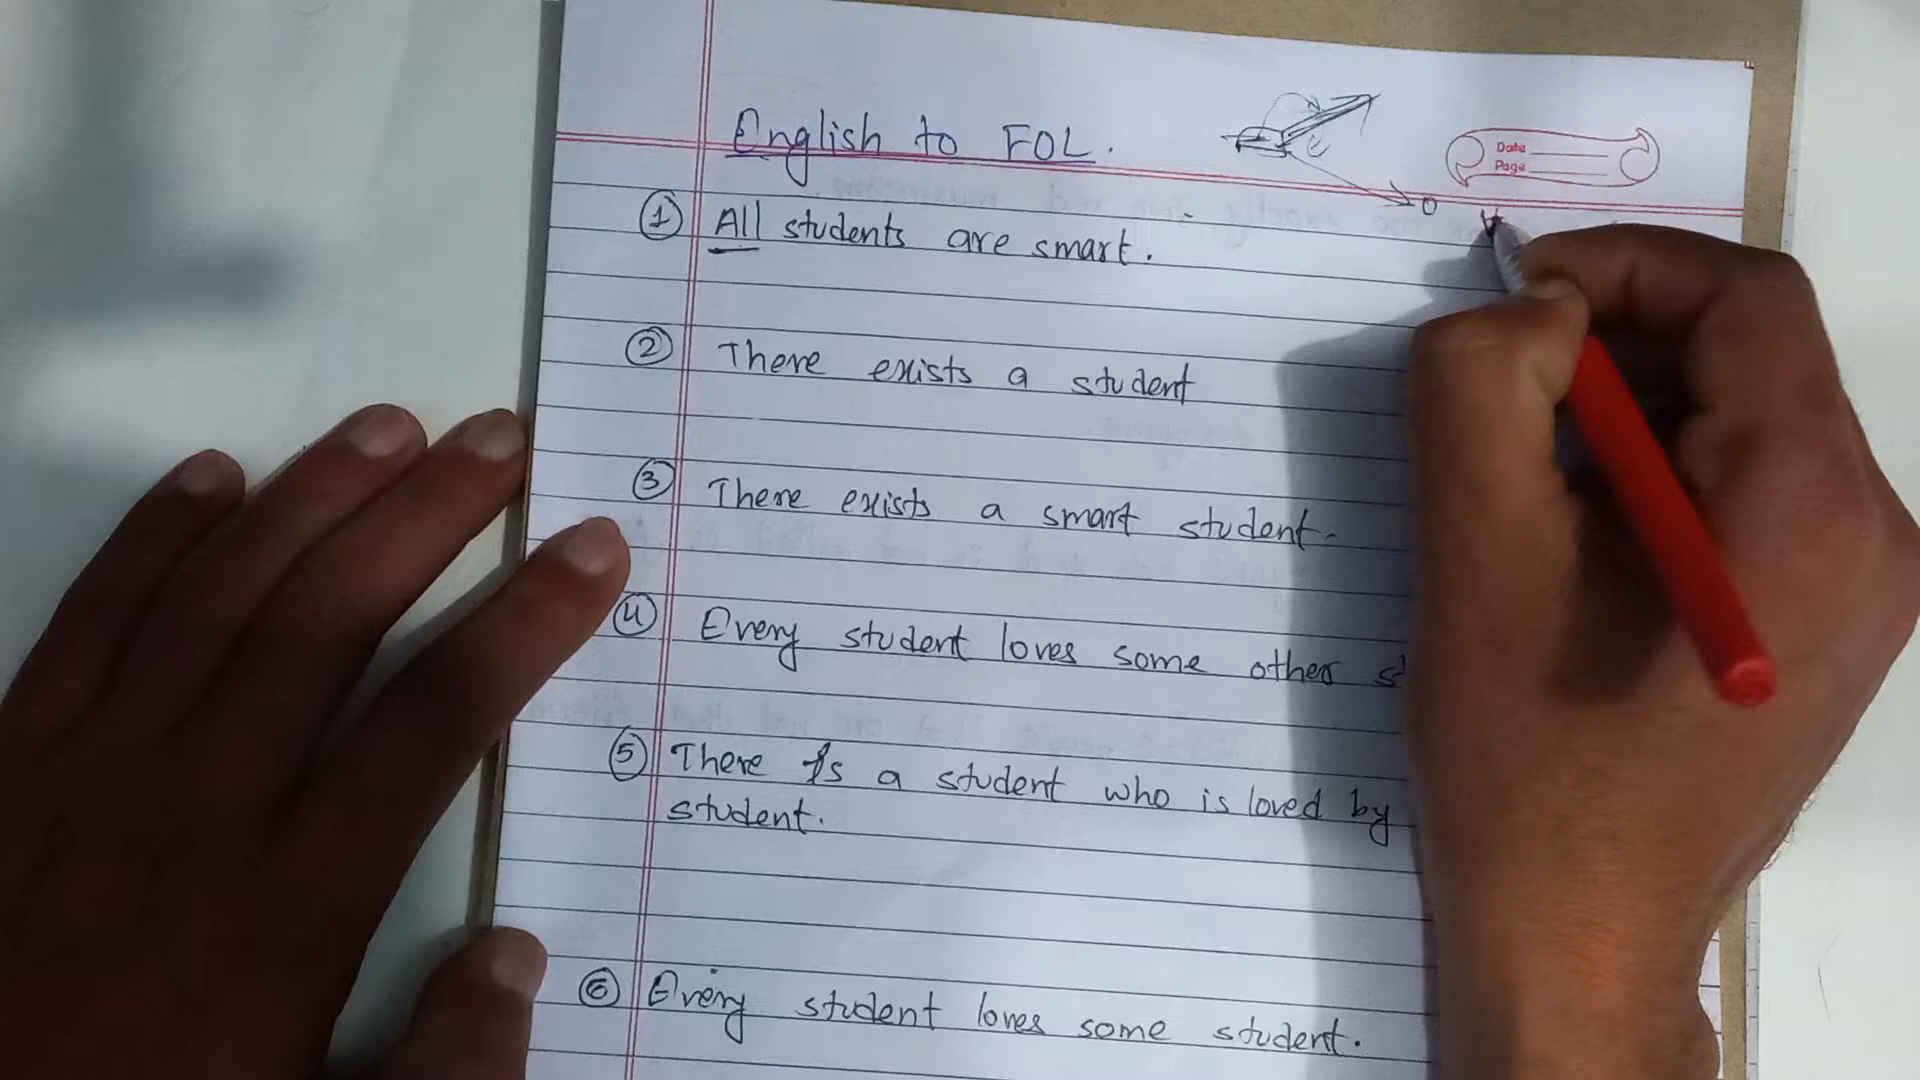 English to FOL.
Date
Page
① All students are smart.
② There exists a student
③ There exists a smart student.
④ Every student loves some other s
⑤ There is a student who is loved by
student.
⑥ Every student loves some student.